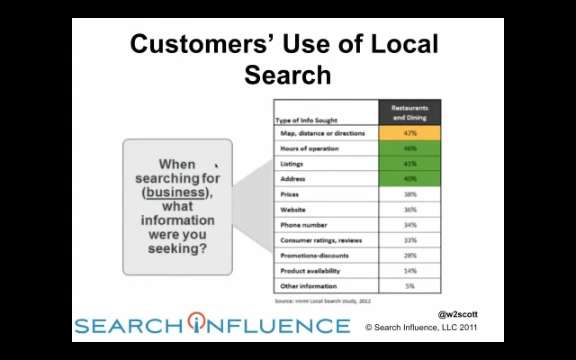 Customers' Use of Local
Search
When
searching for
(business),
what
information
were you
seeking?
Type of Info Sought
Restaurants
and Dining
Map, distance or directions 47%
Hours of operation 46%
Listings 41%
Address 40%
Prices 38%
Website 36%
Phone number 34%
Consumer ratings, reviews 33%
Promotions-discounts 28%
Product availability 14%
Other information 5%
Source: Local Search study, 2012
@w2scott
SEARCH INFLUENCE
© Search Influence, LLC 2011